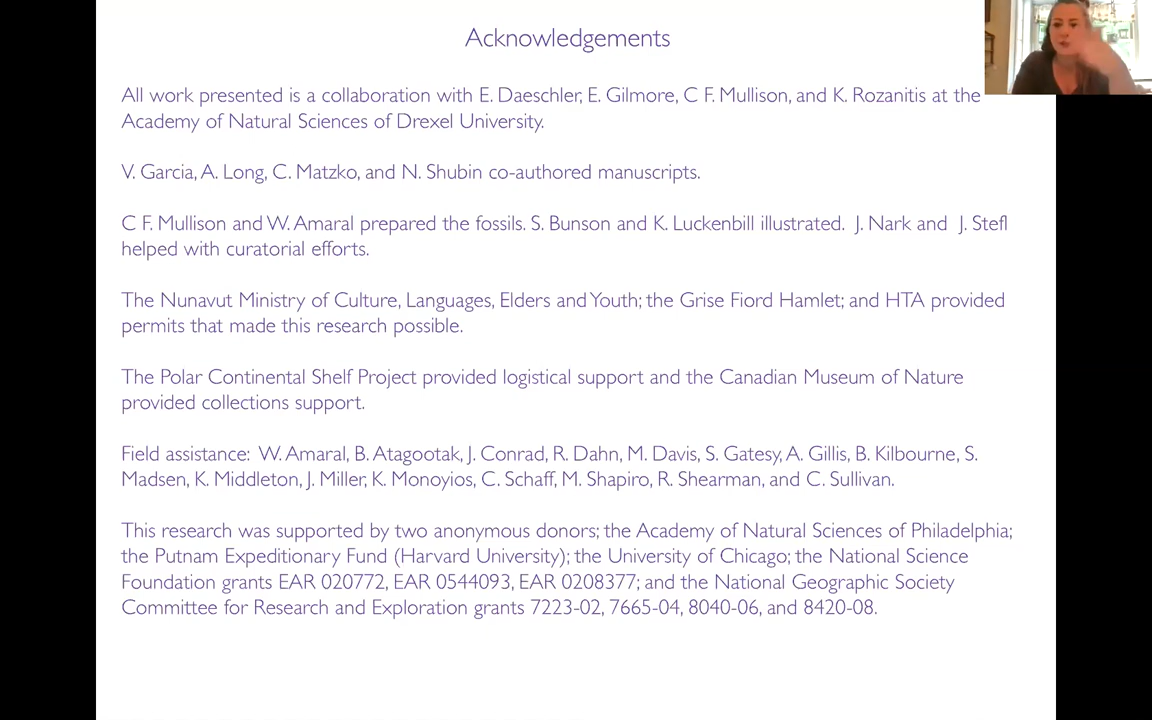 Acknowledgements
All work presented is a collaboration with E. Daeschler, E. Gilmore, C F. Mullison, and K. Rozanitis at the
Academy of Natural Sciences of Drexel University.
V. Garcia, A. Long, C. Matzko, and N. Shubin co-authored manuscripts.
C F. Mullison and W. Amaral prepared the fossils. S. Bunson and K. Luckenbill illustrated. J. Nark and J. Stefl
helped with curatorial efforts.
The Nunavut Ministry of Culture, Languages, Elders and Youth; the Grise Fiord Hamlet; and HTA provided
permits that made this research possible.
The Polar Continental Shelf Project provided logistical support and the Canadian Museum of Nature
provided collections support.
Field assistance: W. Amaral, B. Atagootak, J. Conrad, R. Dahn, M. Davis, S. Gatesy, A. Gillis, B. Kilbourne, S.
Madsen, K. Middleton, J. Miller, K. Monoyios, C. Schaff, M. Shapiro, R. Shearman, and C. Sullivan.
This research was supported by two anonymous donors; the Academy of Natural Sciences of Philadelphia;
the Putnam Expeditionary Fund (Harvard University); the University of Chicago; the National Science
Foundation grants EAR 020772, EAR 0544093, EAR 0208377; and the National Geographic Society
Committee for Research and Exploration grants 7223-02, 7665-04, 8040-06, and 8420-08.